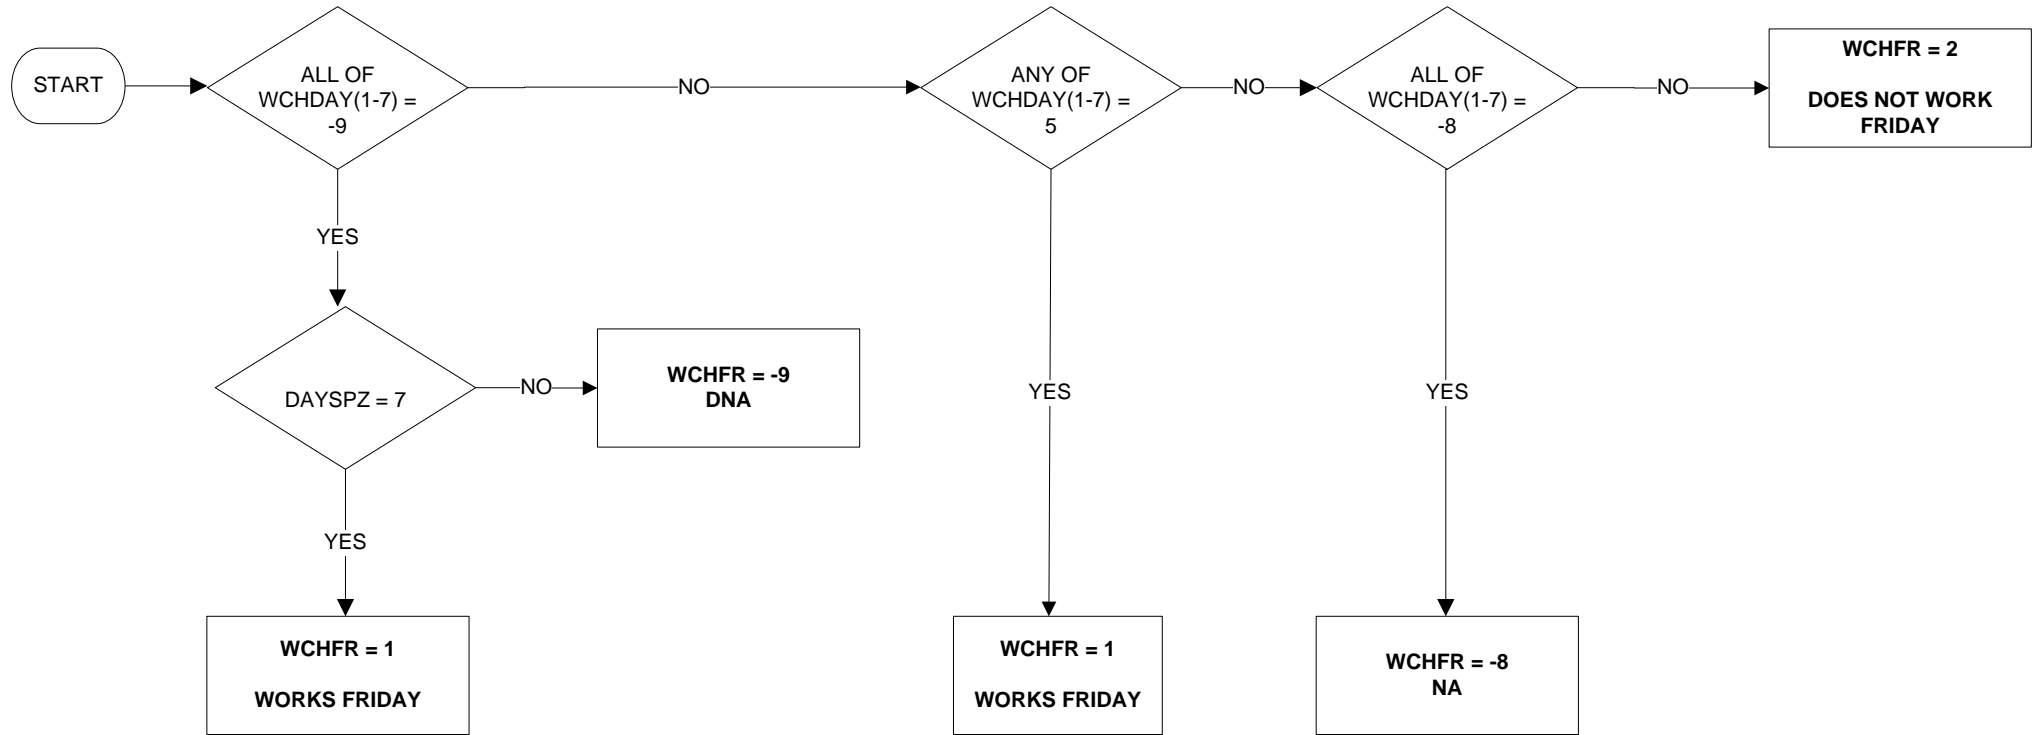 START
ALL OF
WCHDAY(1-7) =
-9
NO
ANY OF
WCHDAY(1-7) =
5
NO
ALL OF
WCHDAY(1-7) =
-8
NO
WCHFR = 2
DOES NOT WORK
FRIDAY
YES
DAYSPZ = 7
NO
WCHFR = -9
DNA
YES
YES
YES
WCHFR = 1
WORKS FRIDAY
WCHFR = 1
WORKS FRIDAY
WCHFR = -8
NA